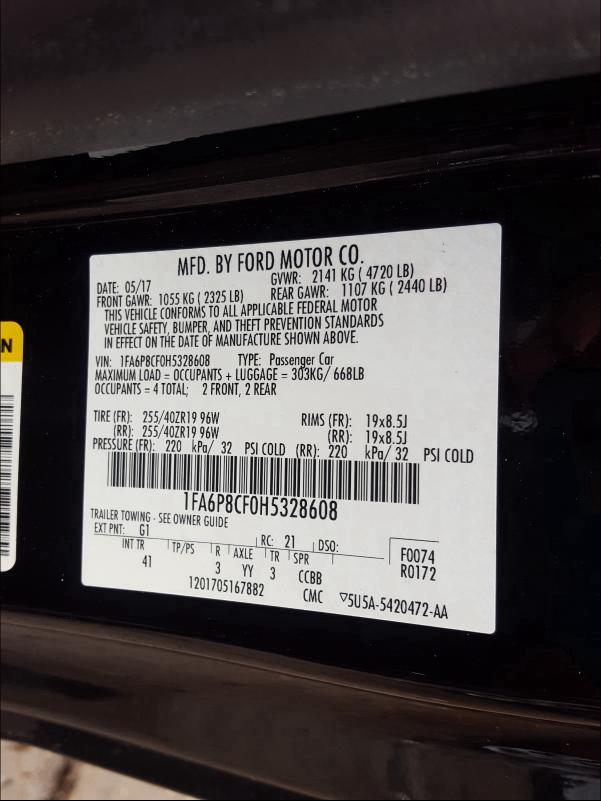 MFD. BY FORD MOTOR CO.
DATE: 05/17 GVWR: 2141 KG ( 4720 LB)
FRONT GAWR: 1055 KG ( 2325 LB) REAR GAWR: 1107 KG ( 2440 LB)
THIS VEHICLE CONFORMS TO ALL APPLICABLE FEDERAL MOTOR
VEHICLE SAFETY, BUMPER, AND THEFT PREVENTION STANDARDS
IN EFFECT ON THE DATE OF MANUFACTURE SHOWN ABOVE.
VIN: 1FA6P8CF0H5328608 TYPE: Passenger Car
MAXIMUM LOAD = OCCUPANTS + LUGGAGE = 303KG/ 668LB
OCCUPANTS = 4 TOTAL; 2 FRONT, 2 REAR
TIRE (FR): 255/40ZR19 96W RIMS (FR): 19x8.5J
(RR): 255/40ZR19 96W (RR): 19x8.5J
PRESSURE (FR): 220 kPa/ 32 PSI COLD (RR): 220 kPa/ 32 PSI COLD
1FA6P8CF0H5328608
TRAILER TOWING - SEE OWNER GUIDE
EXT PNT: G1 RC: 21 DSO: F0074
INT TR TP/PS R AXLE TR SPR R0172
41 3 YY 3 CCBB
1201705167882 CMC ▽5U5A-5420472-AA
N